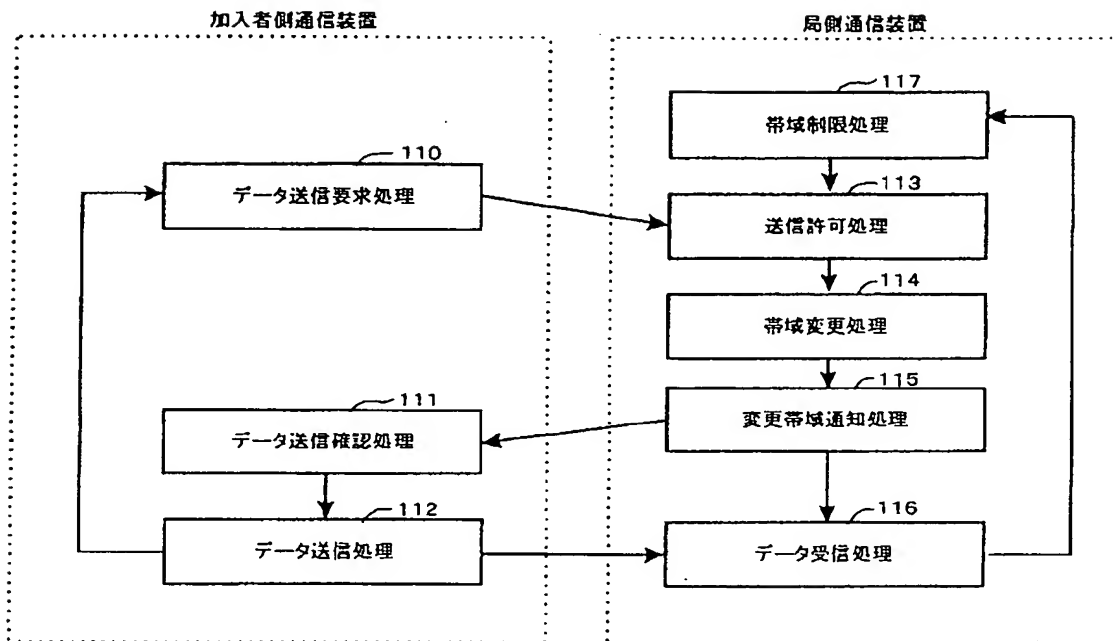 加入者側通信装置
局側通信装置
117
帯域制限処理
110
データ送信要求処理
113
送信許可処理
114
帯域変更処理
115
変更帯域通知処理
111
データ送信確認処理
112
データ送信処理
116
データ受信処理